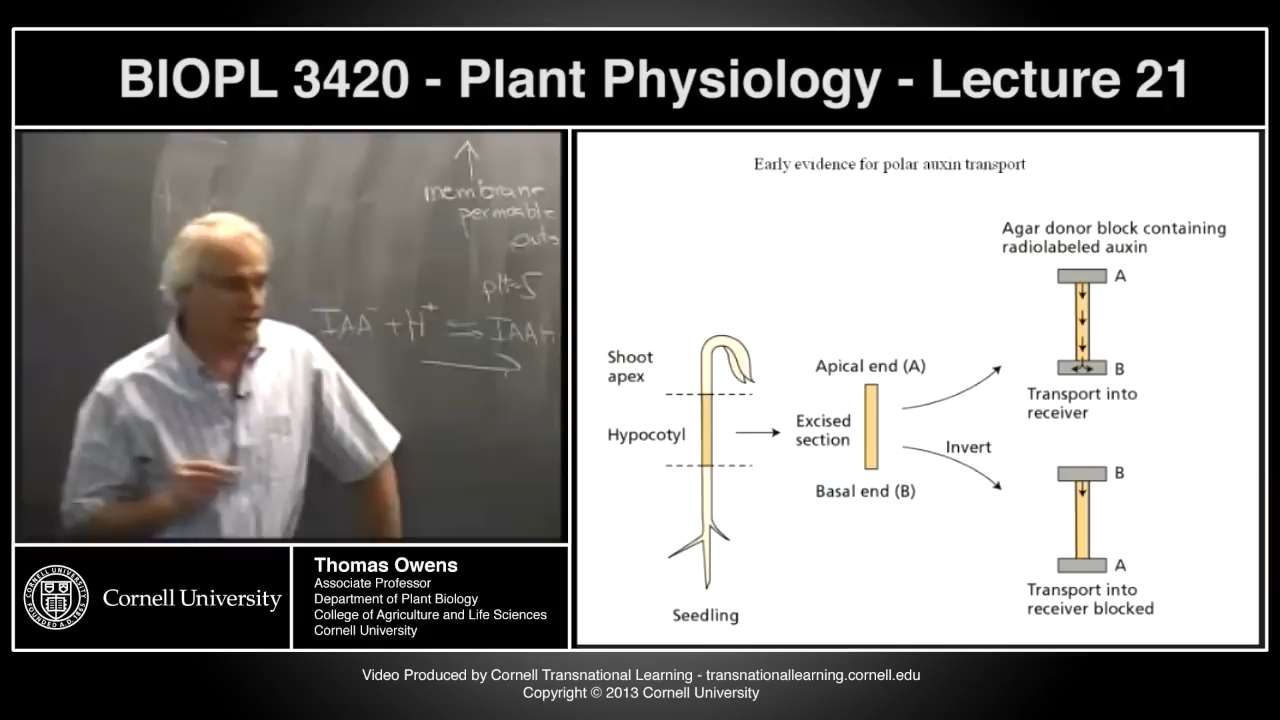 BIOPL 3420 - Plant Physiology - Lecture 21
membrane
permeable
pH=5
IAA⁻ + H⁺ ⇌ IAAH
Cornell University
Thomas Owens
Associate Professor
Department of Plant Biology
College of Agriculture and Life Sciences
Cornell University
Early evidence for polar auxin transport
Agar donor block containing
radiolabeled auxin
A
B
Transport into
receiver
Shoot
apex
Hypocotyl
Seedling
Apical end (A)
Excised
section
Basal end (B)
Invert
B
A
Transport into
receiver blocked
Video Produced by Cornell Transnational Learning - transnationallearning.cornell.edu
Copyright © 2013 Cornell University